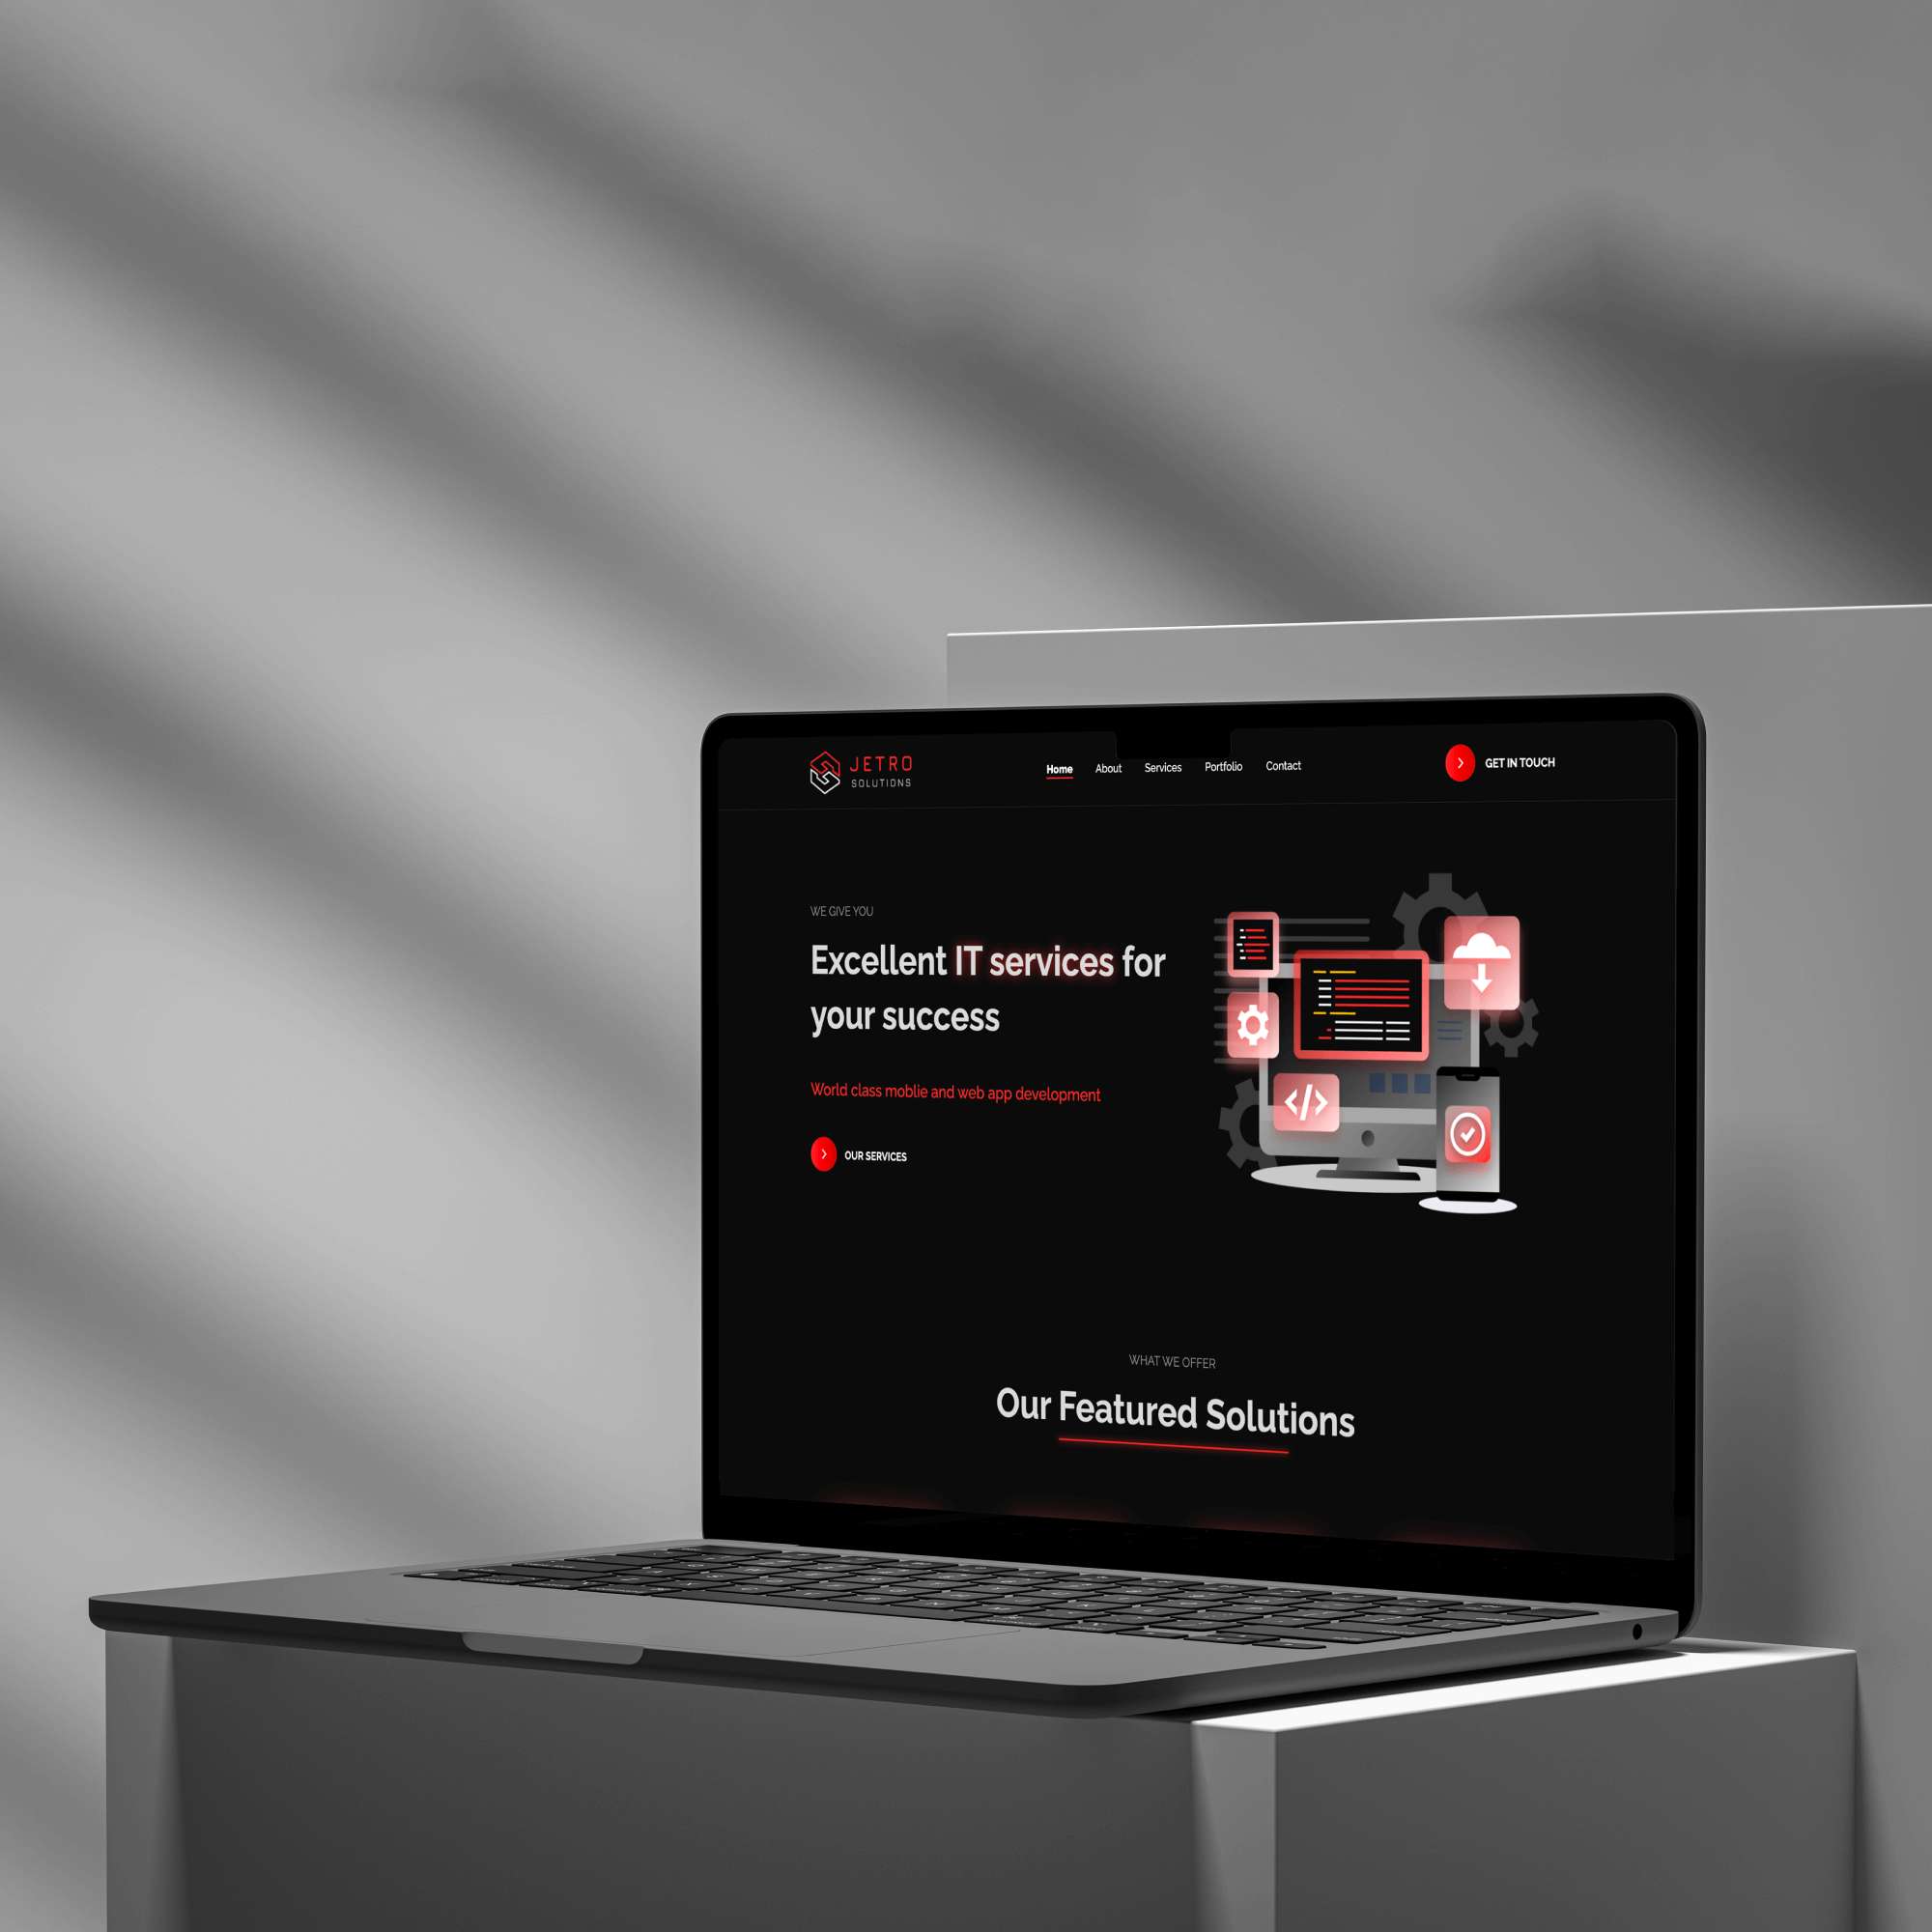 JETRO
SOLUTIONS
Home About Services Portfolio Contact
GET IN TOUCH
WE GIVE YOU
Excellent IT services for
your success
World class moblie and web app development
OUR SERVICES
WHAT WE OFFER
Our Featured Solutions